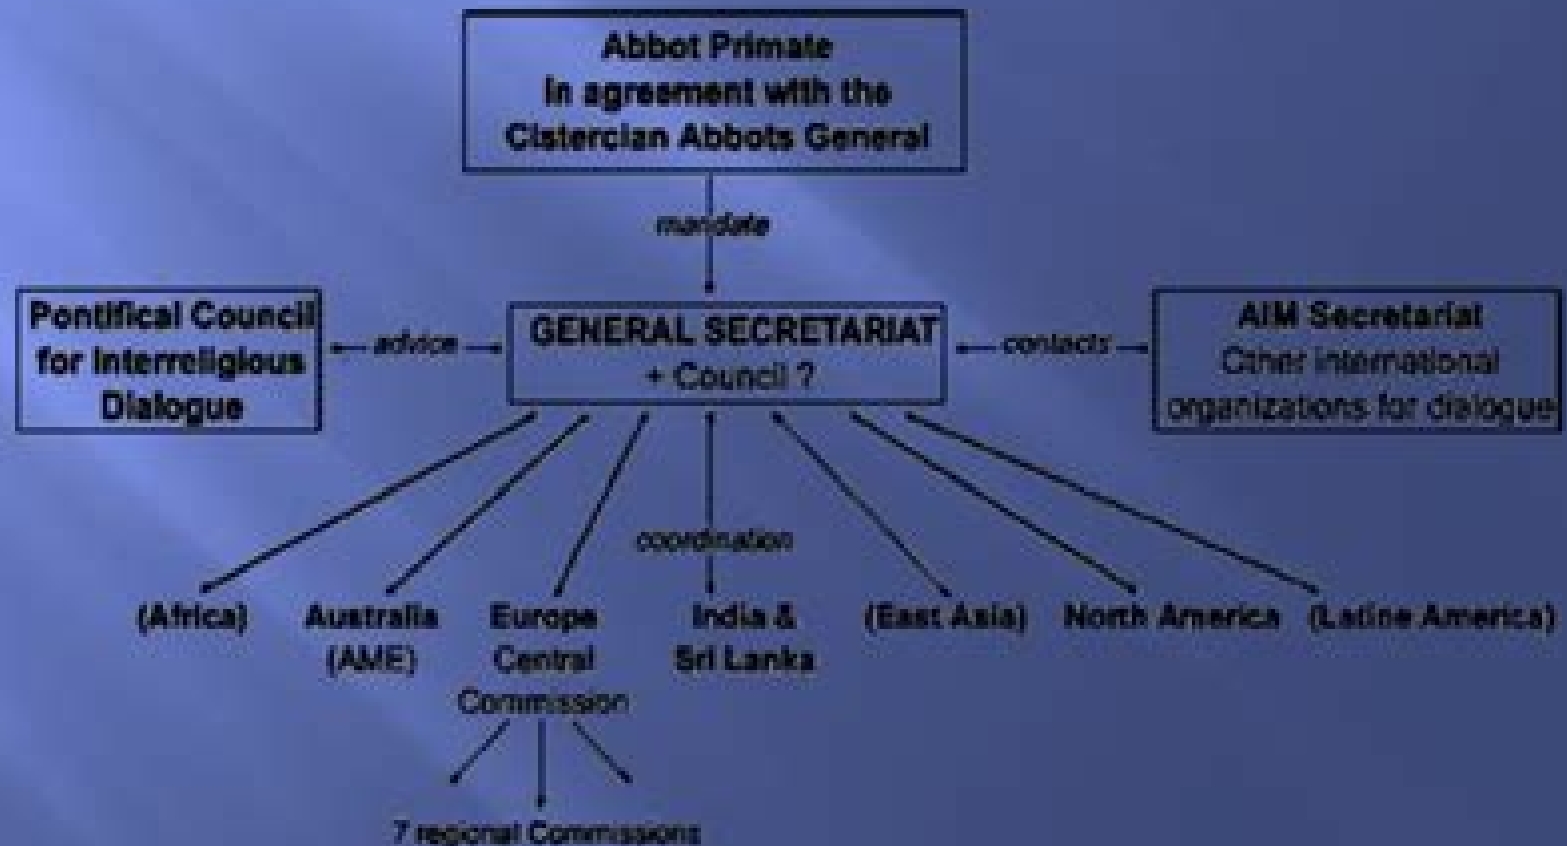 Abbot Primate
in agreement with the
Cistercian Abbots General
mandate
Pontifical Council
for Interreligious
Dialogue
advice
GENERAL SECRETARIAT
+ Council ?
contacts
AIM Secretariat
Other international
organizations for dialogue
coordination
(Africa)
Australia
(AME)
Europe
Central
Commission
India &
Sri Lanka
(East Asia)
North America
(Latine America)
7 regional Commissions